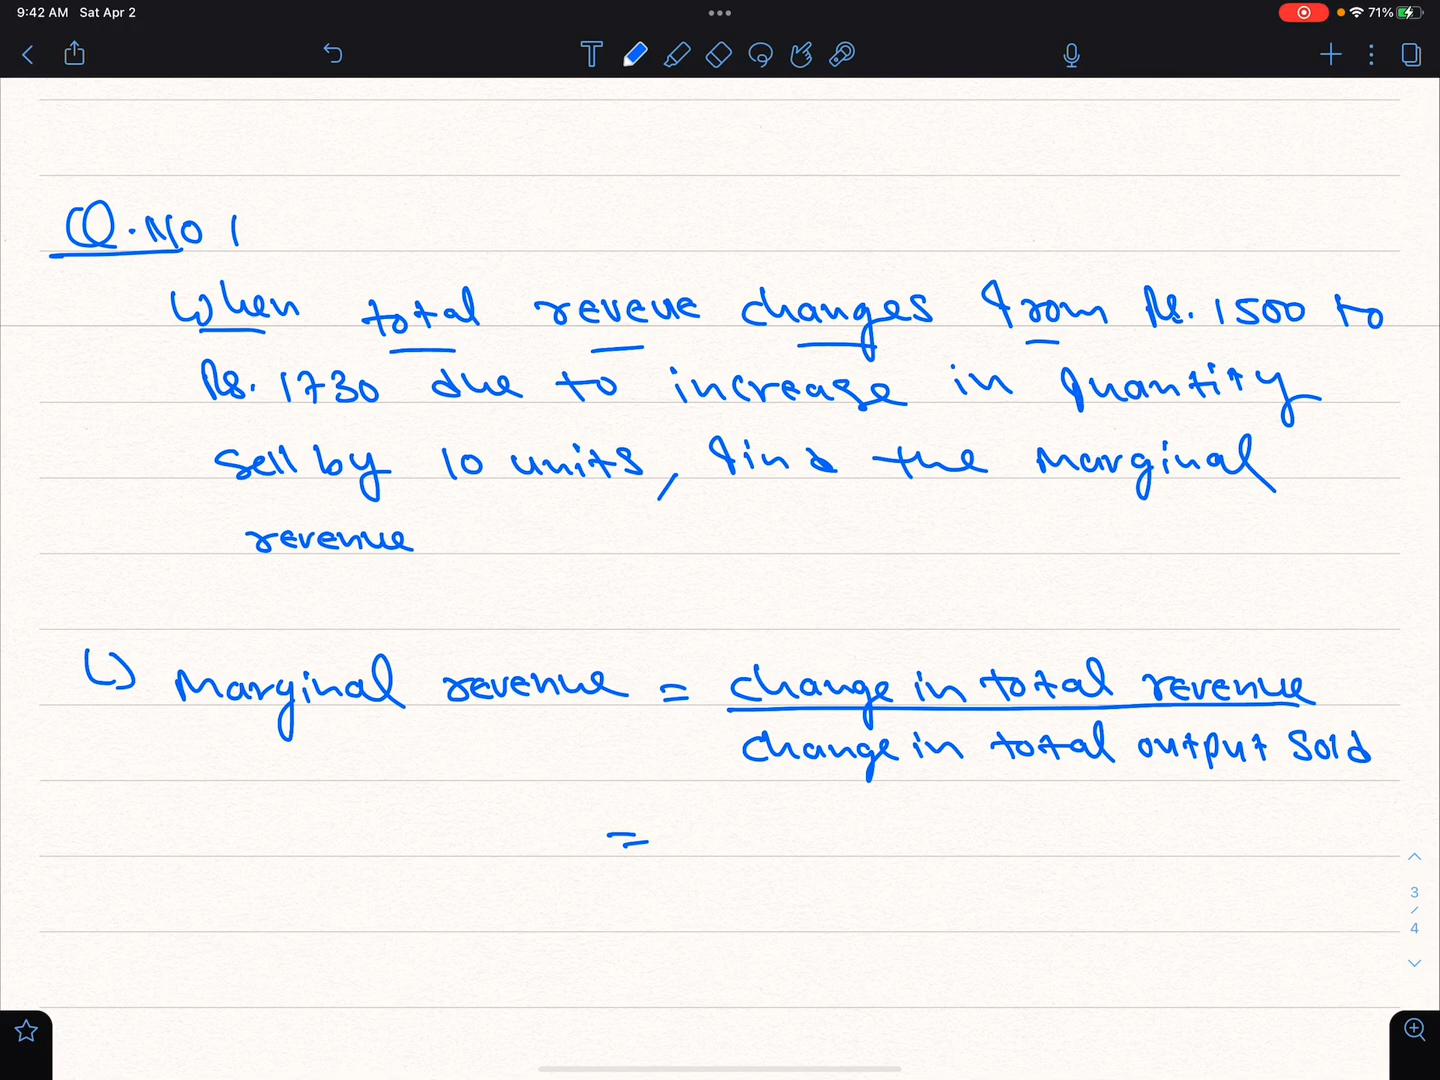 9:42 AM Sat Apr 2
71%
Q.NO 1
When total reveue changes from Rs. 1500 to
Rs. 1730 due to increase in quantity
sell by 10 units, find the marginal
revenue
L) Marginal revenue = change in total revenue
change in total output sold
=
3
/
4